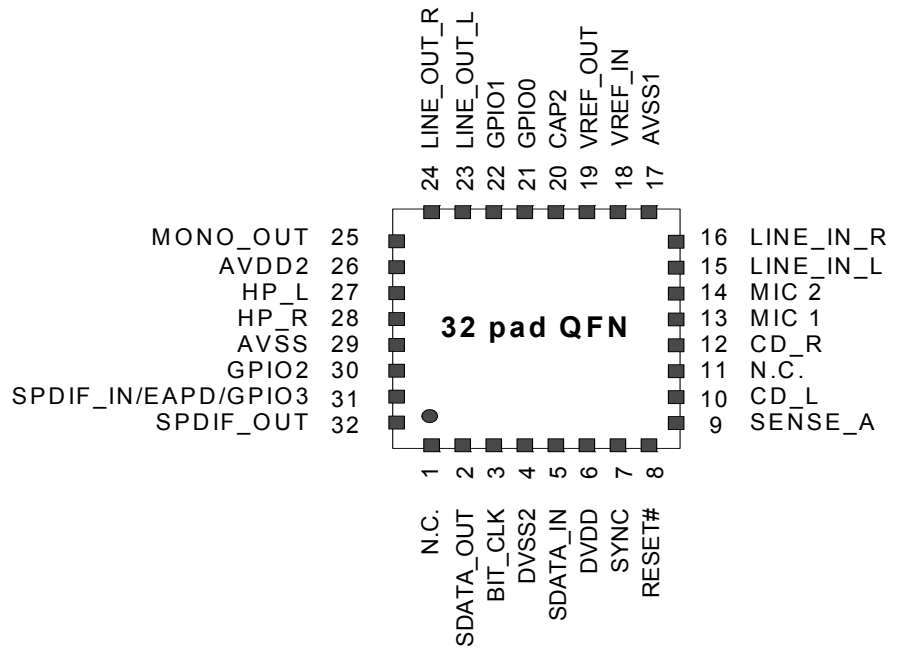 LINE_OUT_R
LINE_OUT_L
GPIO1
GPIO0
CAP2
VREF_OUT
VREF_IN
AVSS1
24 23 22 21 20 19 18 17
MONO_OUT 25
AVDD2 26
HP_L 27
HP_R 28
AVSS 29
GPIO2 30
SPDIF_IN/EAPD/GPIO3 31
SPDIF_OUT 32
32 pad QFN
16 LINE_IN_R
15 LINE_IN_L
14 MIC 2
13 MIC 1
12 CD_R
11 N.C.
10 CD_L
9 SENSE_A
1 2 3 4 5 6 7 8
N.C.
SDATA_OUT
BIT_CLK
DVSS2
SDATA_IN
DVDD
SYNC
RESET#